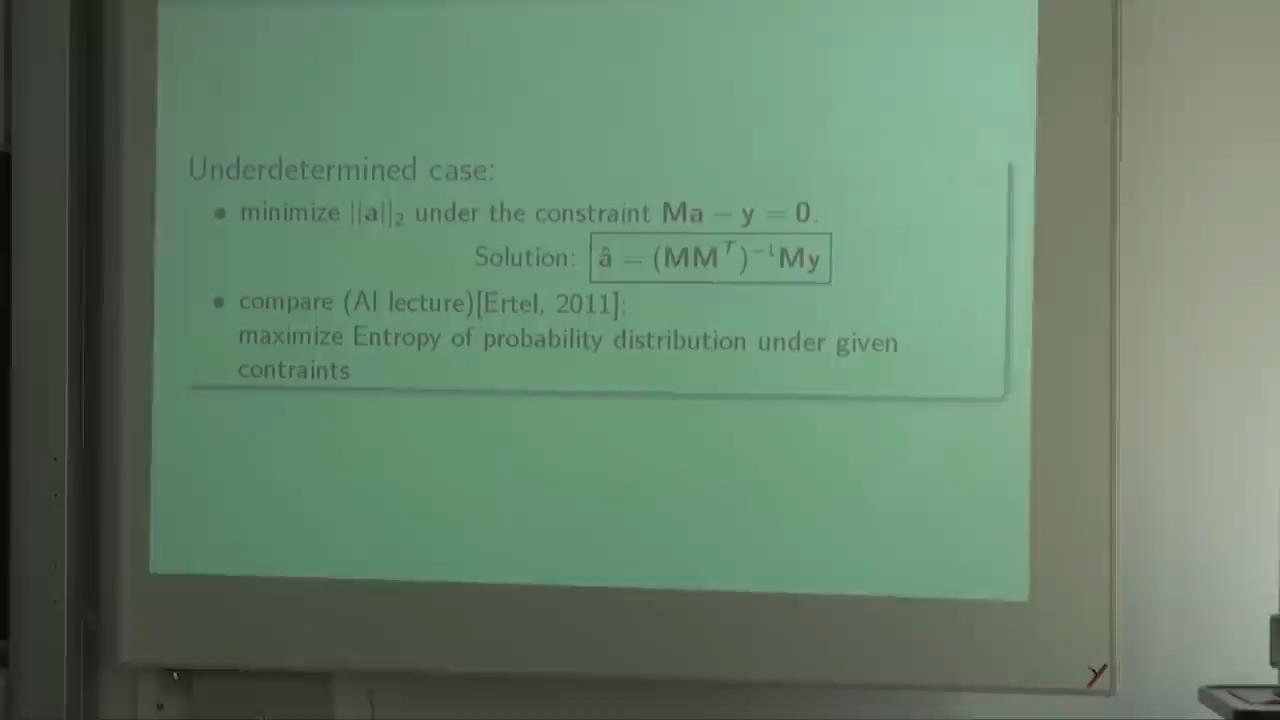 Underdetermined case:
• minimize ||a||₂ under the constraint Ma − y = 0.
Solution: â = (MMᵀ)⁻¹My
• compare (AI lecture)[Ertel, 2011]:
maximize Entropy of probability distribution under given
contraints